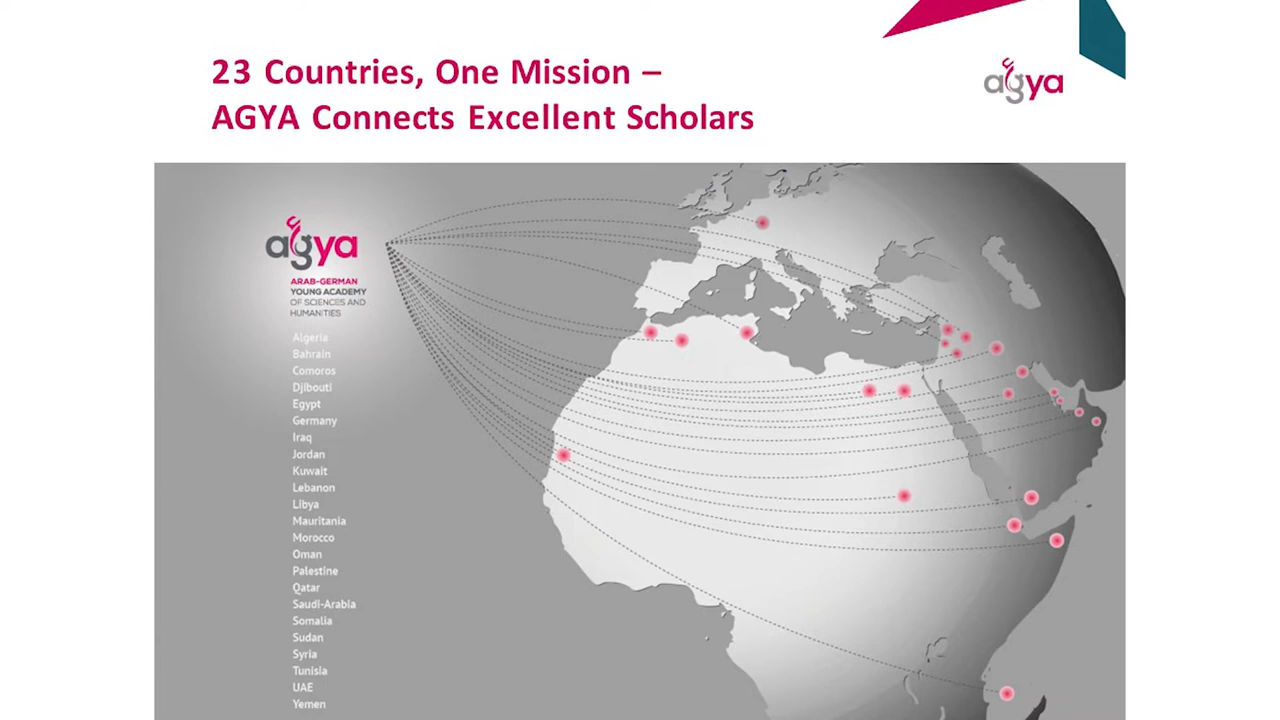 23 Countries, One Mission –
AGYA Connects Excellent Scholars
agya
agya
ARAB-GERMAN
YOUNG ACADEMY
OF SCIENCES AND
HUMANITIES
Algeria
Bahrain
Comoros
Djibouti
Egypt
Germany
Iraq
Jordan
Kuwait
Lebanon
Libya
Mauritania
Morocco
Oman
Palestine
Qatar
Saudi-Arabia
Somalia
Sudan
Syria
Tunisia
UAE
Yemen